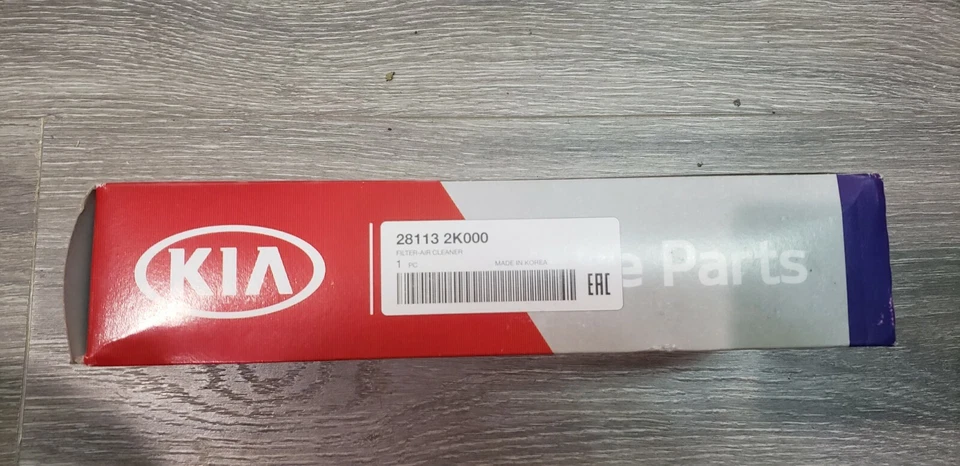 KIA
28113 2K000
FILTER-AIR CLEANER
1 PC MADE IN KOREA
EAC
e Parts